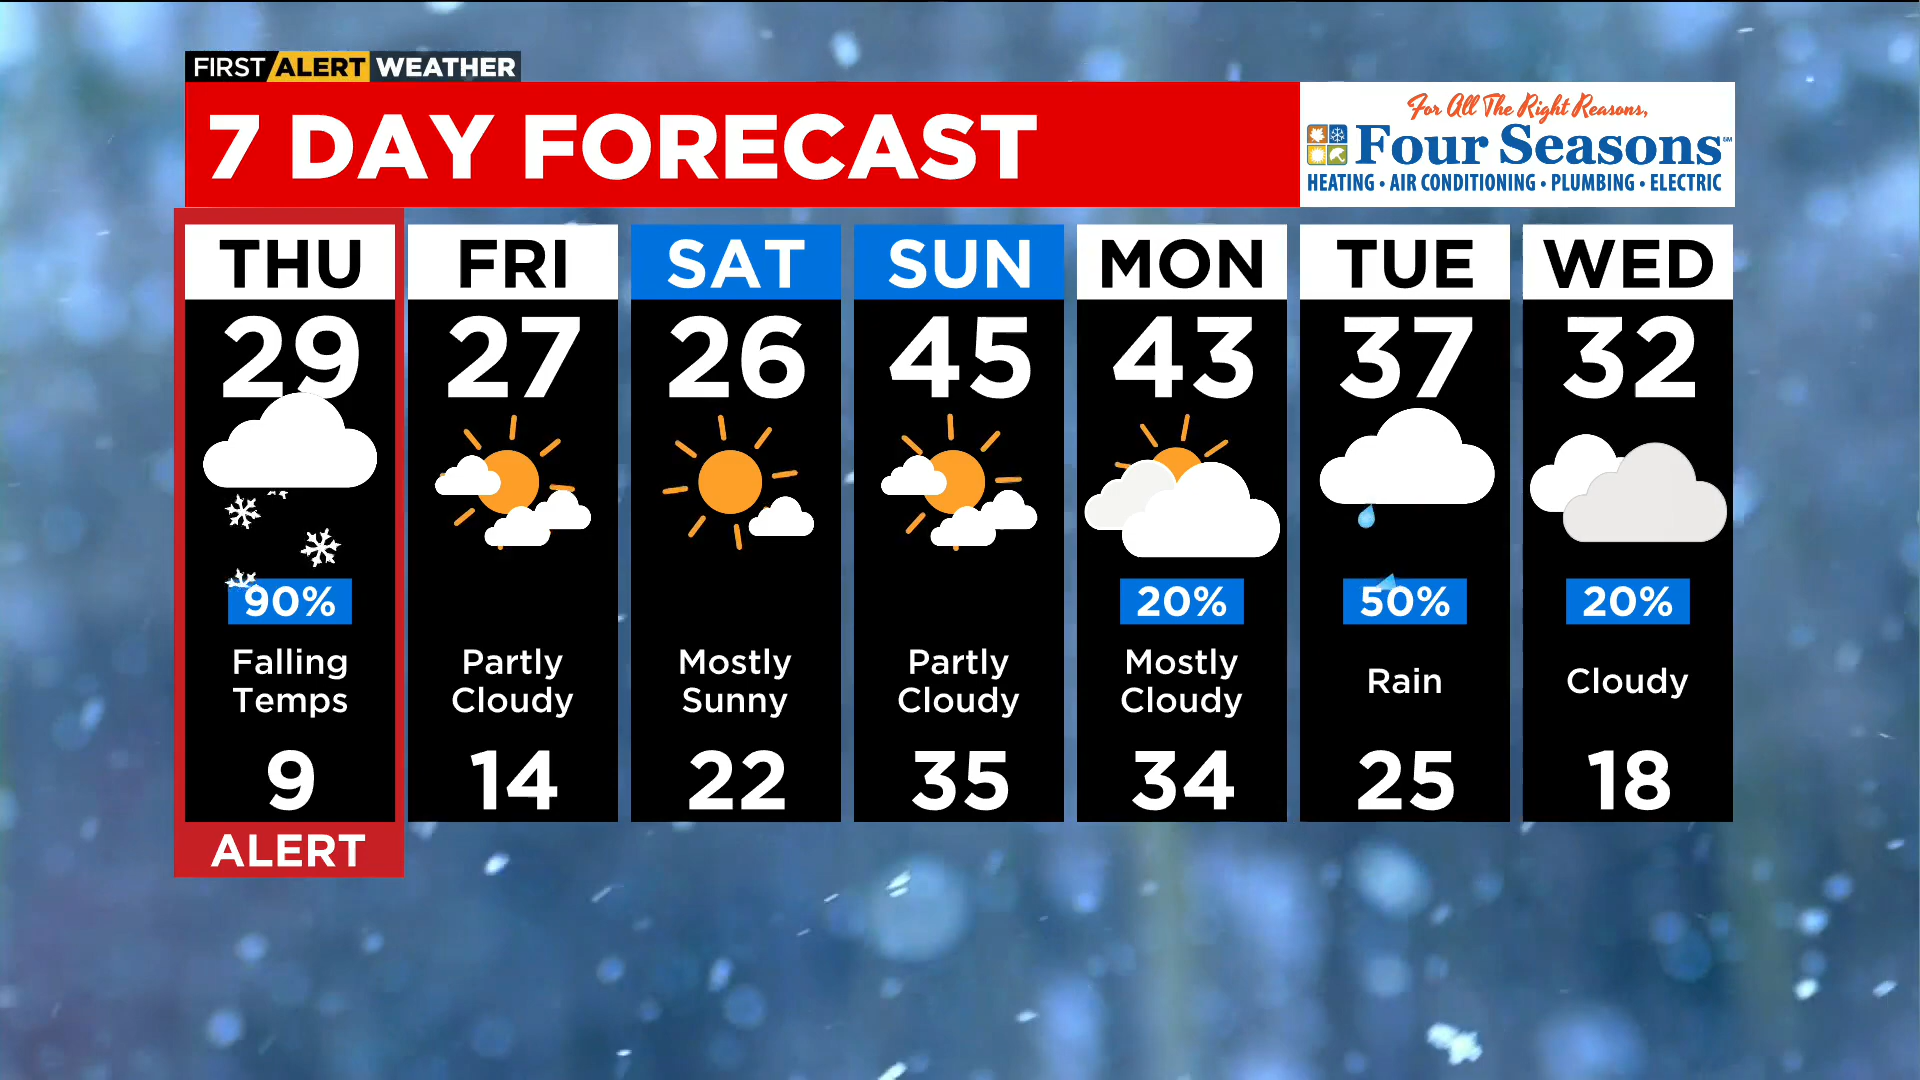 FIRST ALERT WEATHER
7 DAY FORECAST
For All The Right Reasons,
Four Seasons℠
HEATING • AIR CONDITIONING • PLUMBING • ELECTRIC
THU
29
90%
Falling
Temps
9
ALERT
FRI
27
Partly
Cloudy
14
SAT
26
Mostly
Sunny
22
SUN
45
Partly
Cloudy
35
MON
43
20%
Mostly
Cloudy
34
TUE
37
50%
Rain
25
WED
32
20%
Cloudy
18